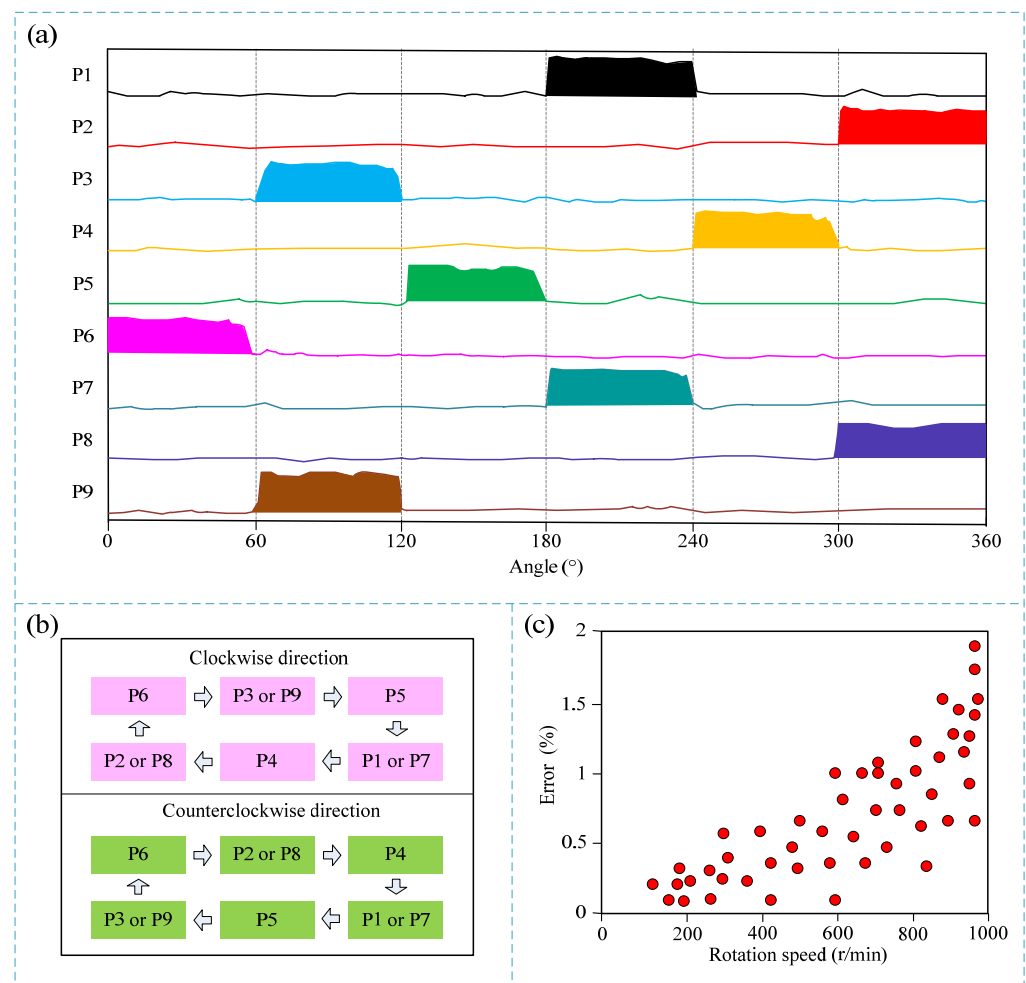 (a)
P1
P2
P3
P4
P5
P6
P7
P8
P9
0 60 120 180 240 300 360
Angle (°)
(b)
Clockwise direction
P6 P3 or P9 P5
P2 or P8 P4 P1 or P7
Counterclockwise direction
P6 P2 or P8 P4
P3 or P9 P5 P1 or P7
(c)
2
1.5
1
0.5
0
Error (%)
0 200 400 600 800 1000
Rotation speed (r/min)